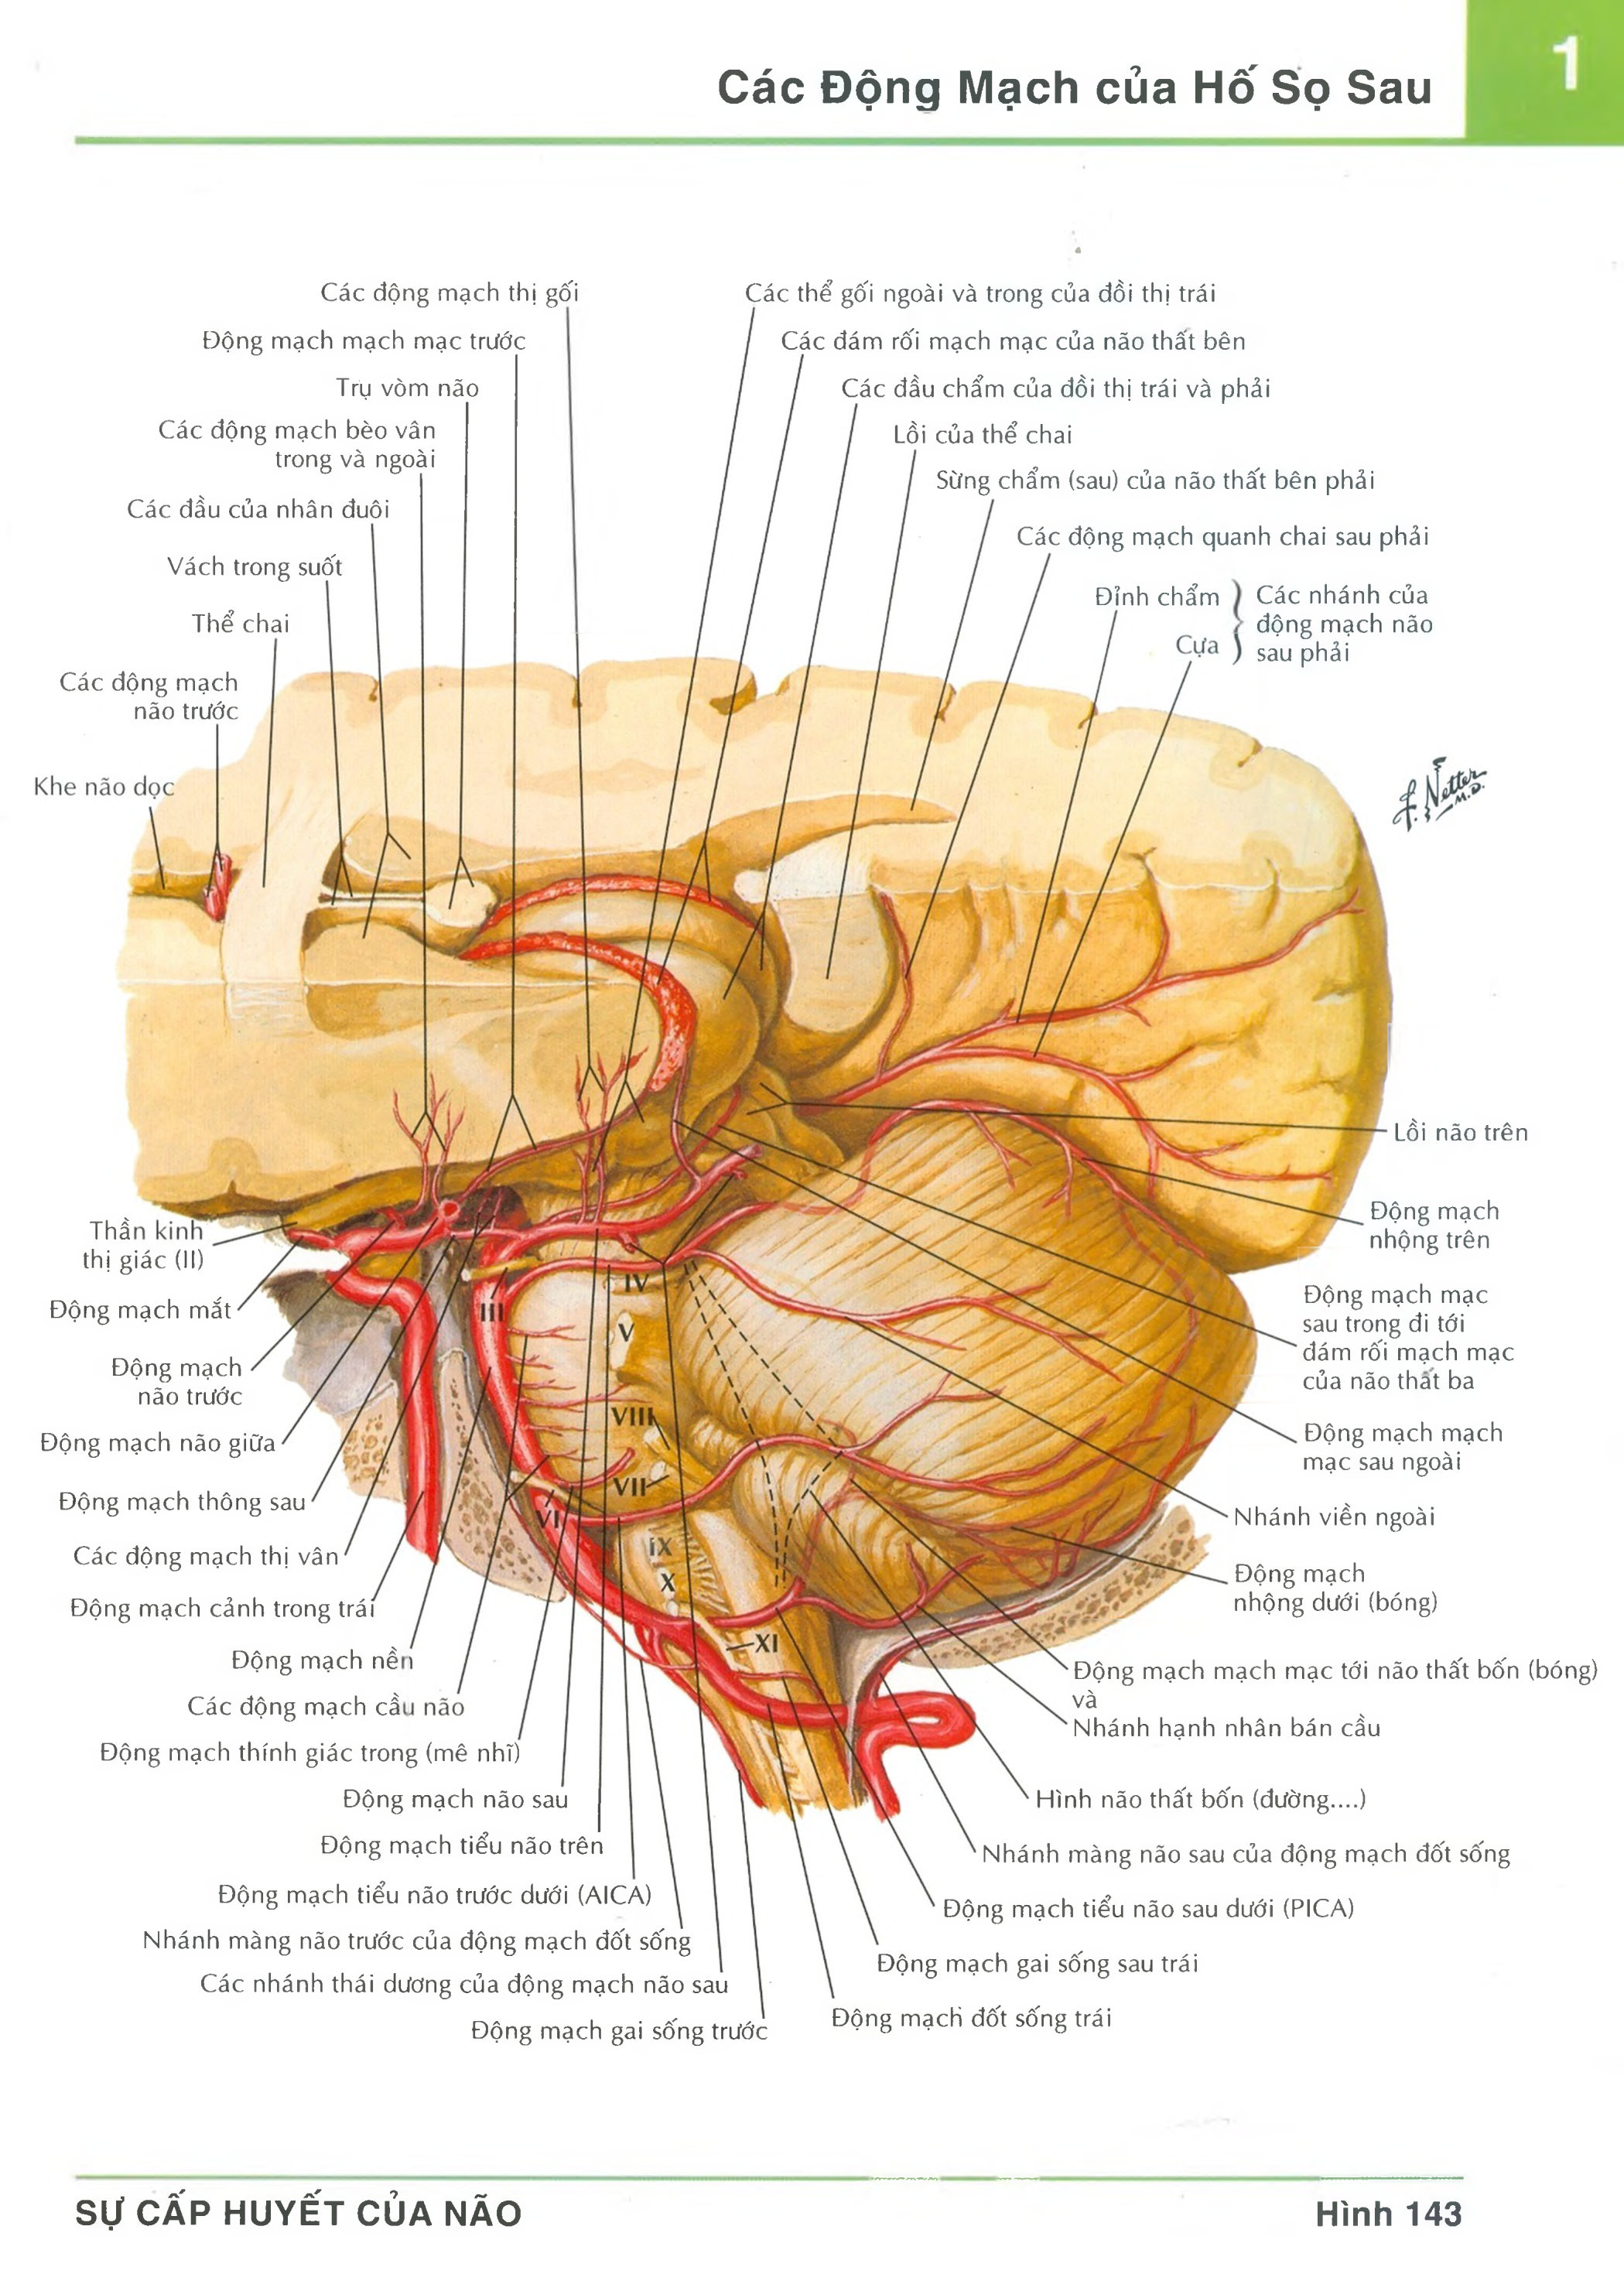 Các Động Mạch của Hố Sọ Sau
1
Các động mạch thị gối
Động mạch mạch mạc trước
Trụ vòm não
Các động mạch bèo vân
trong và ngoài
Các đầu của nhân đuôi
Vách trong suốt
Thể chai
Các động mạch
não trước
Khe não dọc
Các thể gối ngoài và trong của đồi thị trái
Các đám rối mạch mạc của não thất bên
Các đầu chẩm của đồi thị trái và phải
Lồi của thể chai
Sừng chẩm (sau) của não thất bên phải
Các động mạch quanh chai sau phải
Đỉnh chẩm
Cựa
Các nhánh của
động mạch não
sau phải
F. Netter
M.D.
Lồi não trên
Động mạch
nhộng trên
Động mạch mạc
sau trong đi tới
đám rối mạch mạc
của não thất ba
Động mạch mạch
mạc sau ngoài
Nhánh viền ngoài
Động mạch
nhộng dưới (bóng)
Động mạch mạch mạc tới não thất bốn (bóng)
và
Nhánh hạnh nhân bán cầu
Hình não thất bốn (đường....)
Nhánh màng não sau của động mạch đốt sống
Động mạch tiểu não sau dưới (PICA)
Động mạch gai sống sau trái
Động mạch đốt sống trái
Thần kinh
thị giác (II)
Động mạch mắt
Động mạch
não trước
Động mạch não giữa
Động mạch thông sau
Các động mạch thị vân
Động mạch cảnh trong trái
Động mạch nền
Các động mạch cầu não
Động mạch thính giác trong (mê nhĩ)
Động mạch não sau
Động mạch tiểu não trên
Động mạch tiểu não trước dưới (AICA)
Nhánh màng não trước của động mạch đốt sống
Các nhánh thái dương của động mạch não sau
Động mạch gai sống trước
IV
III
V
VIII
VII
VI
IX
X
XI
SỰ CẤP HUYẾT CỦA NÃO
Hình 143